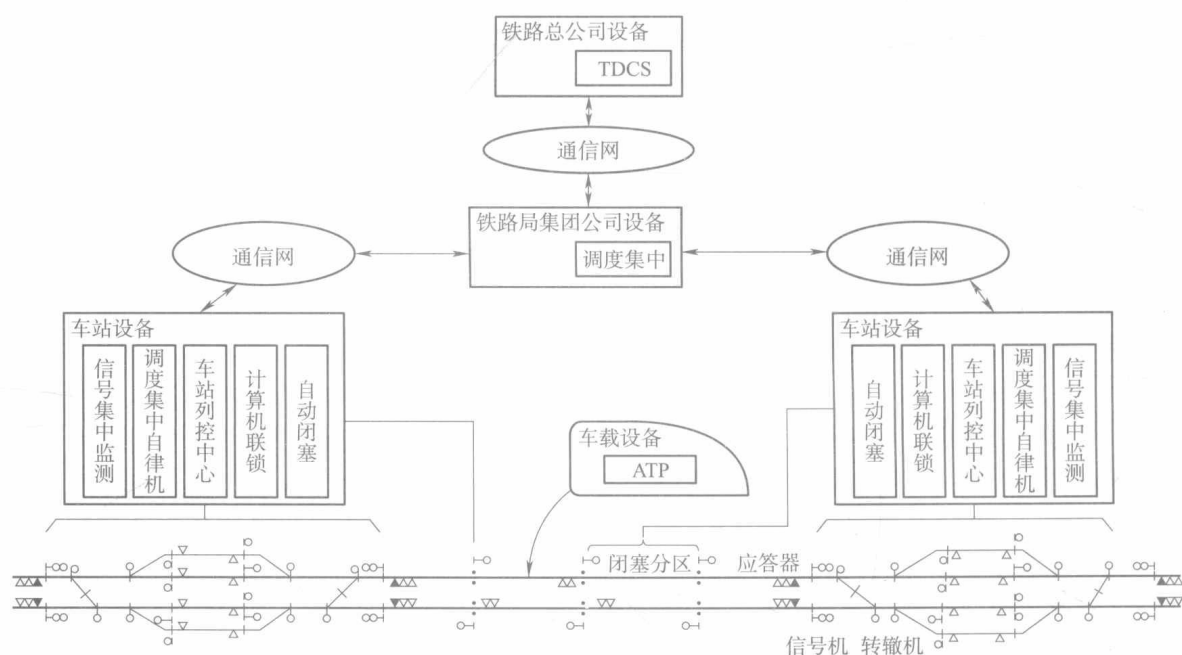 铁路总公司设备
TDCS
通信网
铁路局集团公司设备
调度集中
通信网
通信网
车站设备
信号集中监测
调度集中自律机
车站列控中心
计算机联锁
自动闭塞
车载设备
ATP
车站设备
自动闭塞
计算机联锁
车站列控中心
调度集中自律机
信号集中监测
闭塞分区
应答器
信号机
转辙机